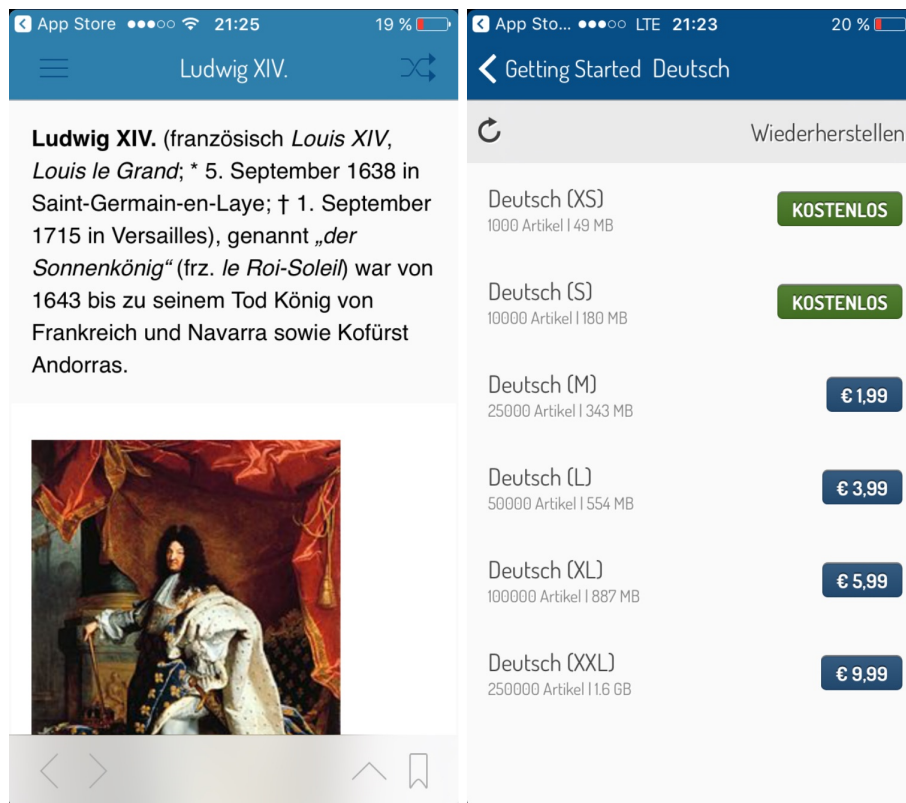 App Store 21:25 19 %
Ludwig XIV.
Ludwig XIV. (französisch Louis XIV,
Louis le Grand; * 5. September 1638 in
Saint-Germain-en-Laye; † 1. September
1715 in Versailles), genannt „der
Sonnenkönig“ (frz. le Roi-Soleil) war von
1643 bis zu seinem Tod König von
Frankreich und Navarra sowie Kofürst
Andorras.
App Sto... LTE 21:23 20 %
Getting Started Deutsch
Wiederherstellen
Deutsch (XS)
1000 Artikel | 49 MB
KOSTENLOS
Deutsch (S)
10000 Artikel | 180 MB
KOSTENLOS
Deutsch (M)
25000 Artikel | 343 MB
€ 1,99
Deutsch (L)
50000 Artikel | 554 MB
€ 3,99
Deutsch (XL)
100000 Artikel | 887 MB
€ 5,99
Deutsch (XXL)
250000 Artikel | 1.6 GB
€ 9,99